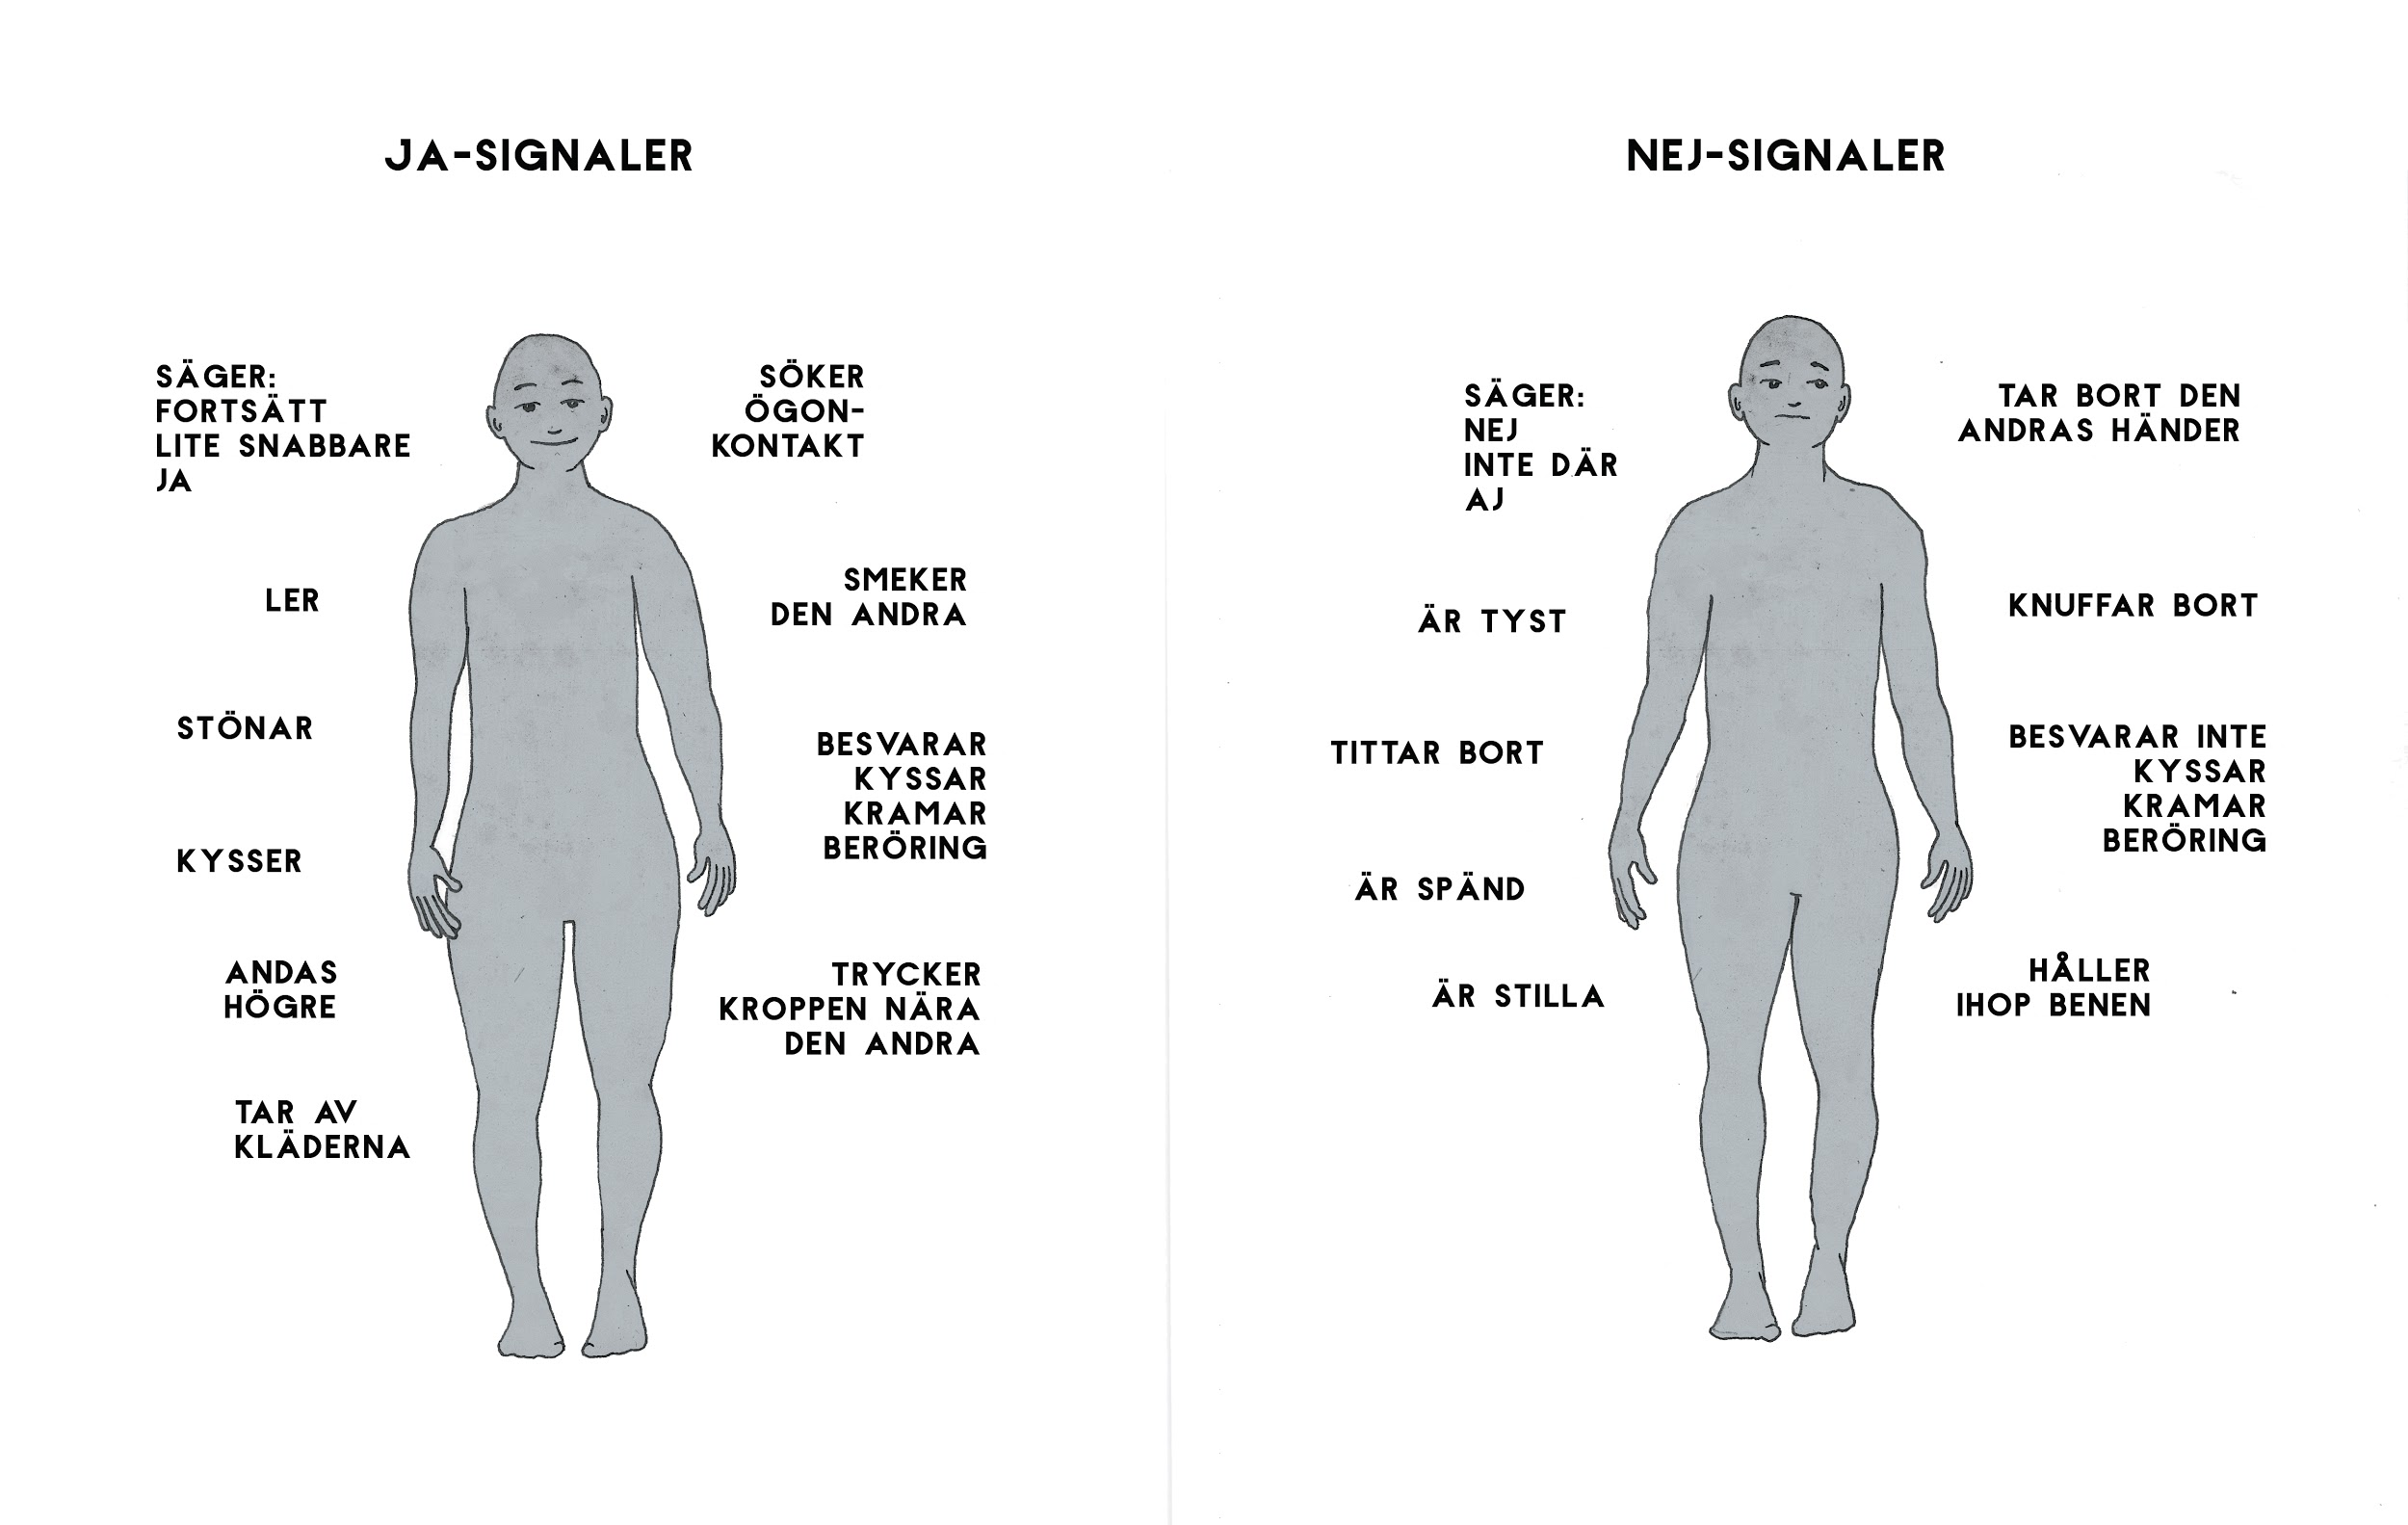 JA-SIGNALER
SÄGER:
FORTSÄTT
LITE SNABBARE
JA
LER
STÖNAR
KYSSER
ANDAS
HÖGRE
TAR AV
KLÄDERNA
SÖKER
ÖGON-
KONTAKT
SMEKER
DEN ANDRA
BESVARAR
KYSSAR
KRAMAR
BERÖRING
TRYCKER
KROPPEN NÄRA
DEN ANDRA
NEJ-SIGNALER
SÄGER:
NEJ
INTE DÄR
AJ
ÄR TYST
TITTAR BORT
ÄR SPÄND
ÄR STILLA
TAR BORT DEN
ANDRAS HÄNDER
KNUFFAR BORT
BESVARAR INTE
KYSSAR
KRAMAR
BERÖRING
HÅLLER
IHOP BENEN